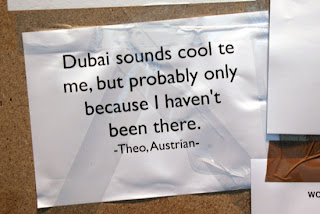 Dubai sounds cool te
me, but probably only
because I haven't
been there.
-Theo, Austrian-